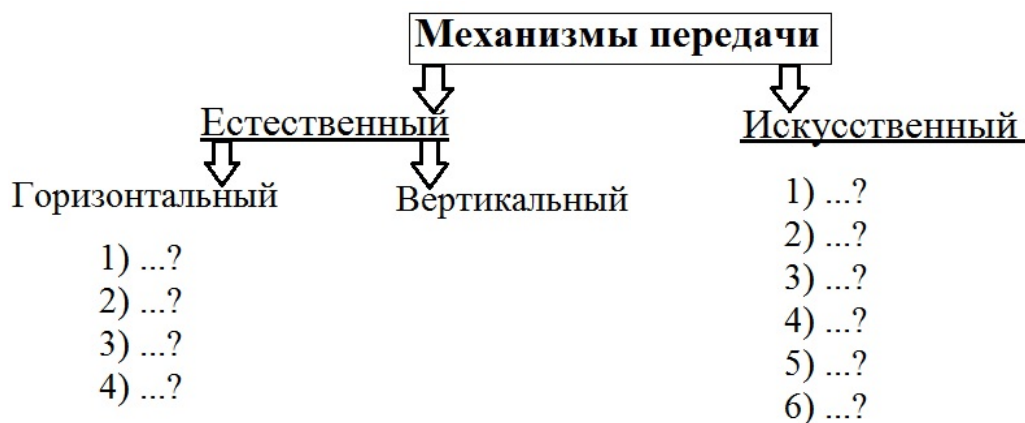 Механизмы передачи
Естественный
Искусственный
Горизонтальный
Вертикальный
1) ...?
2) ...?
3) ...?
4) ...?
1) ...?
2) ...?
3) ...?
4) ...?
5) ...?
6) ...?